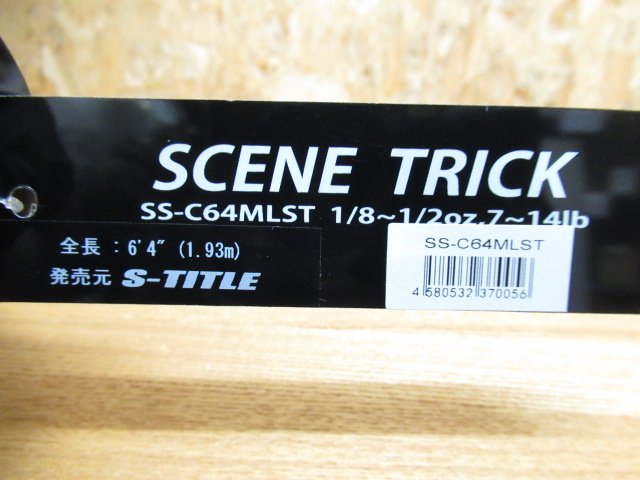 SCENE TRICK
SS-C64MLST 1/8~1/2oz,7~14lb
全長：6'4" (1.93m)
発売元 S-TITLE
SS-C64MLST
4 580532 370056